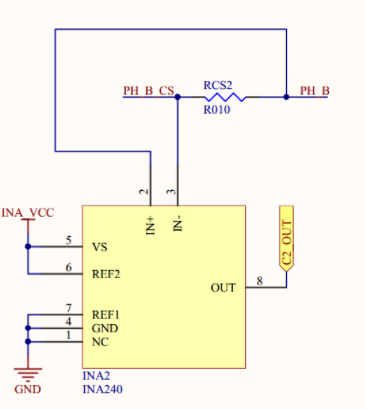 PH_B_CS
RCS2
R010
PH_B
2
3
IN+
IN-
INA_VCC
5
VS
6
REF2
C2_OUT
OUT
8
7
REF1
4
GND
1
NC
GND
INA2
INA240